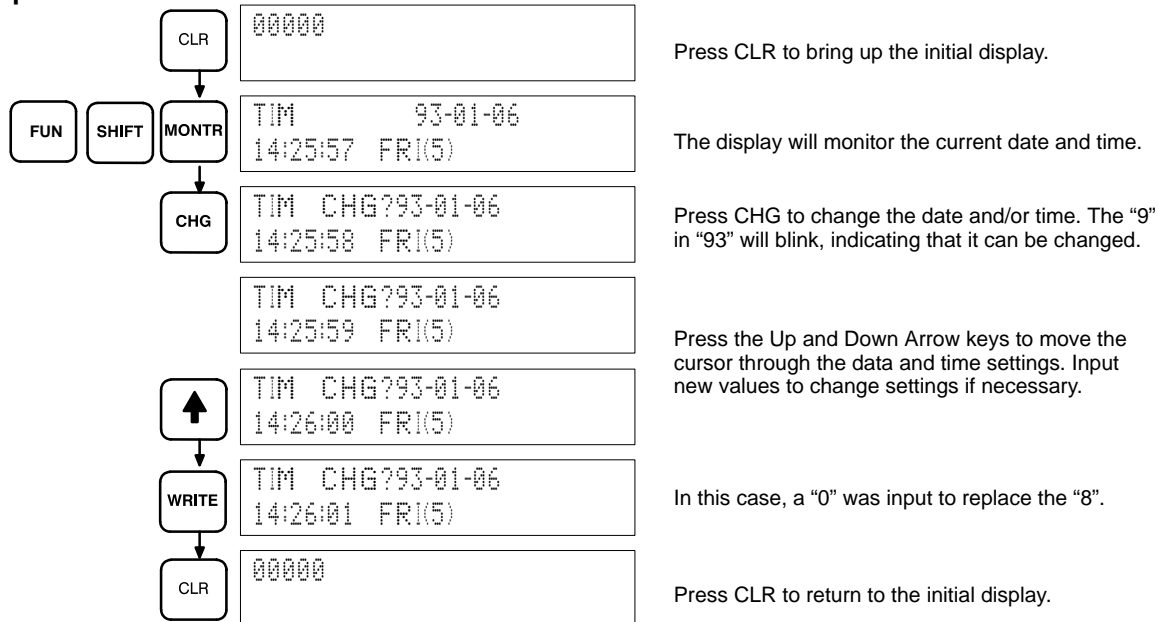 CLR
00000
Press CLR to bring up the initial display.
FUN SHIFT MONTR
TIM 93-01-06
14:25:57 FRI(5)
The display will monitor the current date and time.
CHG
TIM CHG?93-01-06
14:25:58 FRI(5)
Press CHG to change the date and/or time. The “9”
in “93” will blink, indicating that it can be changed.
TIM CHG?93-01-06
14:25:59 FRI(5)
Press the Up and Down Arrow keys to move the
cursor through the data and time settings. Input
new values to change settings if necessary.
TIM CHG?93-01-06
14:26:00 FRI(5)
WRITE
TIM CHG?93-01-06
14:26:01 FRI(5)
In this case, a “0” was input to replace the “8”.
CLR
00000
Press CLR to return to the initial display.